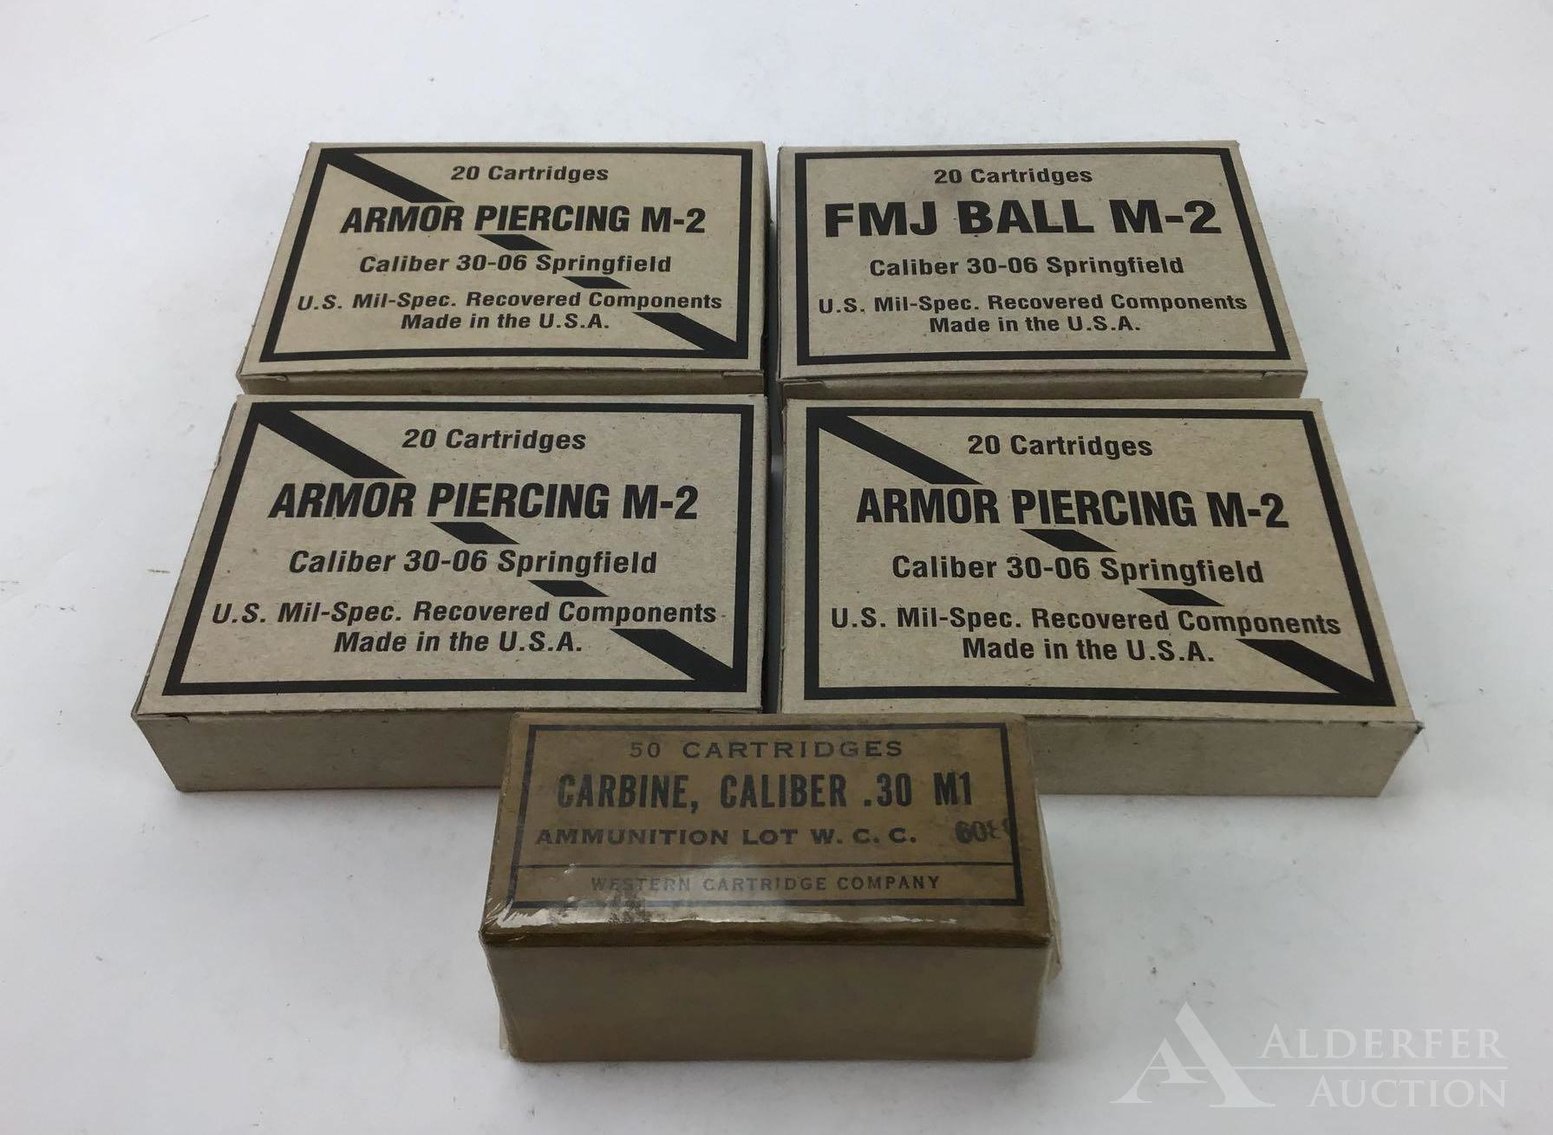 20 Cartridges
ARMOR PIERCING M-2
Caliber 30-06 Springfield
U.S. Mil-Spec. Recovered Components
Made in the U.S.A.
20 Cartridges
FMJ BALL M-2
Caliber 30-06 Springfield
U.S. Mil-Spec. Recovered Components
Made in the U.S.A.
20 Cartridges
ARMOR PIERCING M-2
Caliber 30-06 Springfield
U.S. Mil-Spec. Recovered Components
Made in the U.S.A.
20 Cartridges
ARMOR PIERCING M-2
Caliber 30-06 Springfield
U.S. Mil-Spec. Recovered Components
Made in the U.S.A.
50 CARTRIDGES
CARBINE, CALIBER .30 M1
AMMUNITION LOT W. C. C.
WESTERN CARTRIDGE COMPANY
ALDERFER
AUCTION